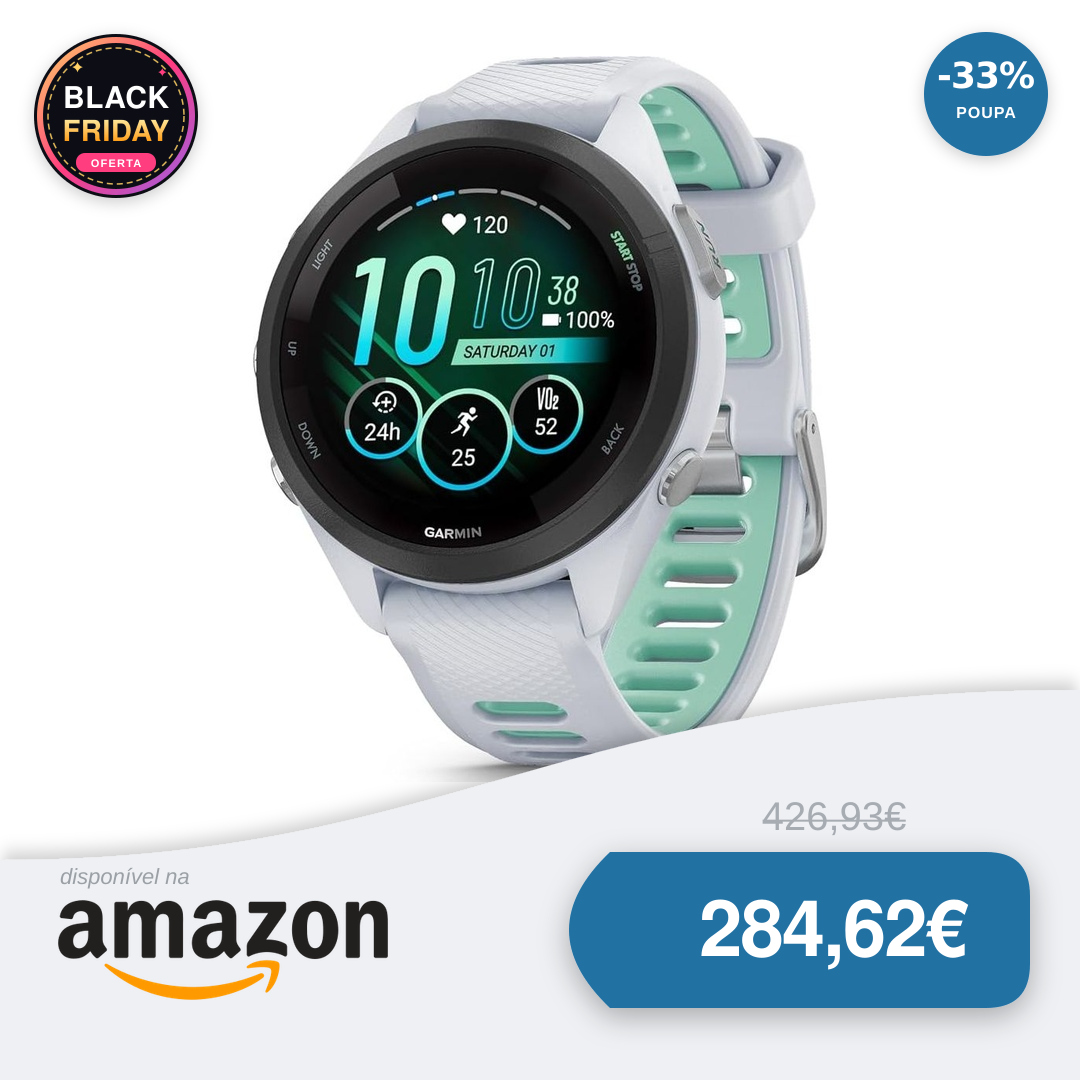 BLACK
FRIDAY
OFERTA
-33%
POUPA
120
LIGHT
START STOP
RUN
10 10 38
100%
SATURDAY 01
UP
24h
25
VO2
52
DOWN
BACK
GARMIN
426,93€
disponível na
amazon
284,62€